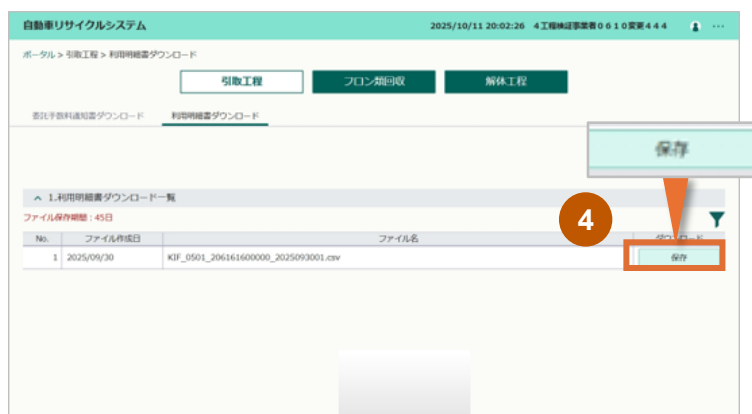 自動車リサイクルシステム 2025/10/11 20:02:26 4工程検証事業者0610変更444 …
ポータル > 引取工程 > 利用明細書ダウンロード
引取工程 フロン類回収 解体工程
委託手数料通知書ダウンロード 利用明細書ダウンロード
保存
1.利用明細書ダウンロード一覧
4
ファイル保存期間：45日
No. ファイル作成日 ファイル名 ダウンロード
1 2025/09/30 KIF_0501_206161600000_2025093001.csv 保存